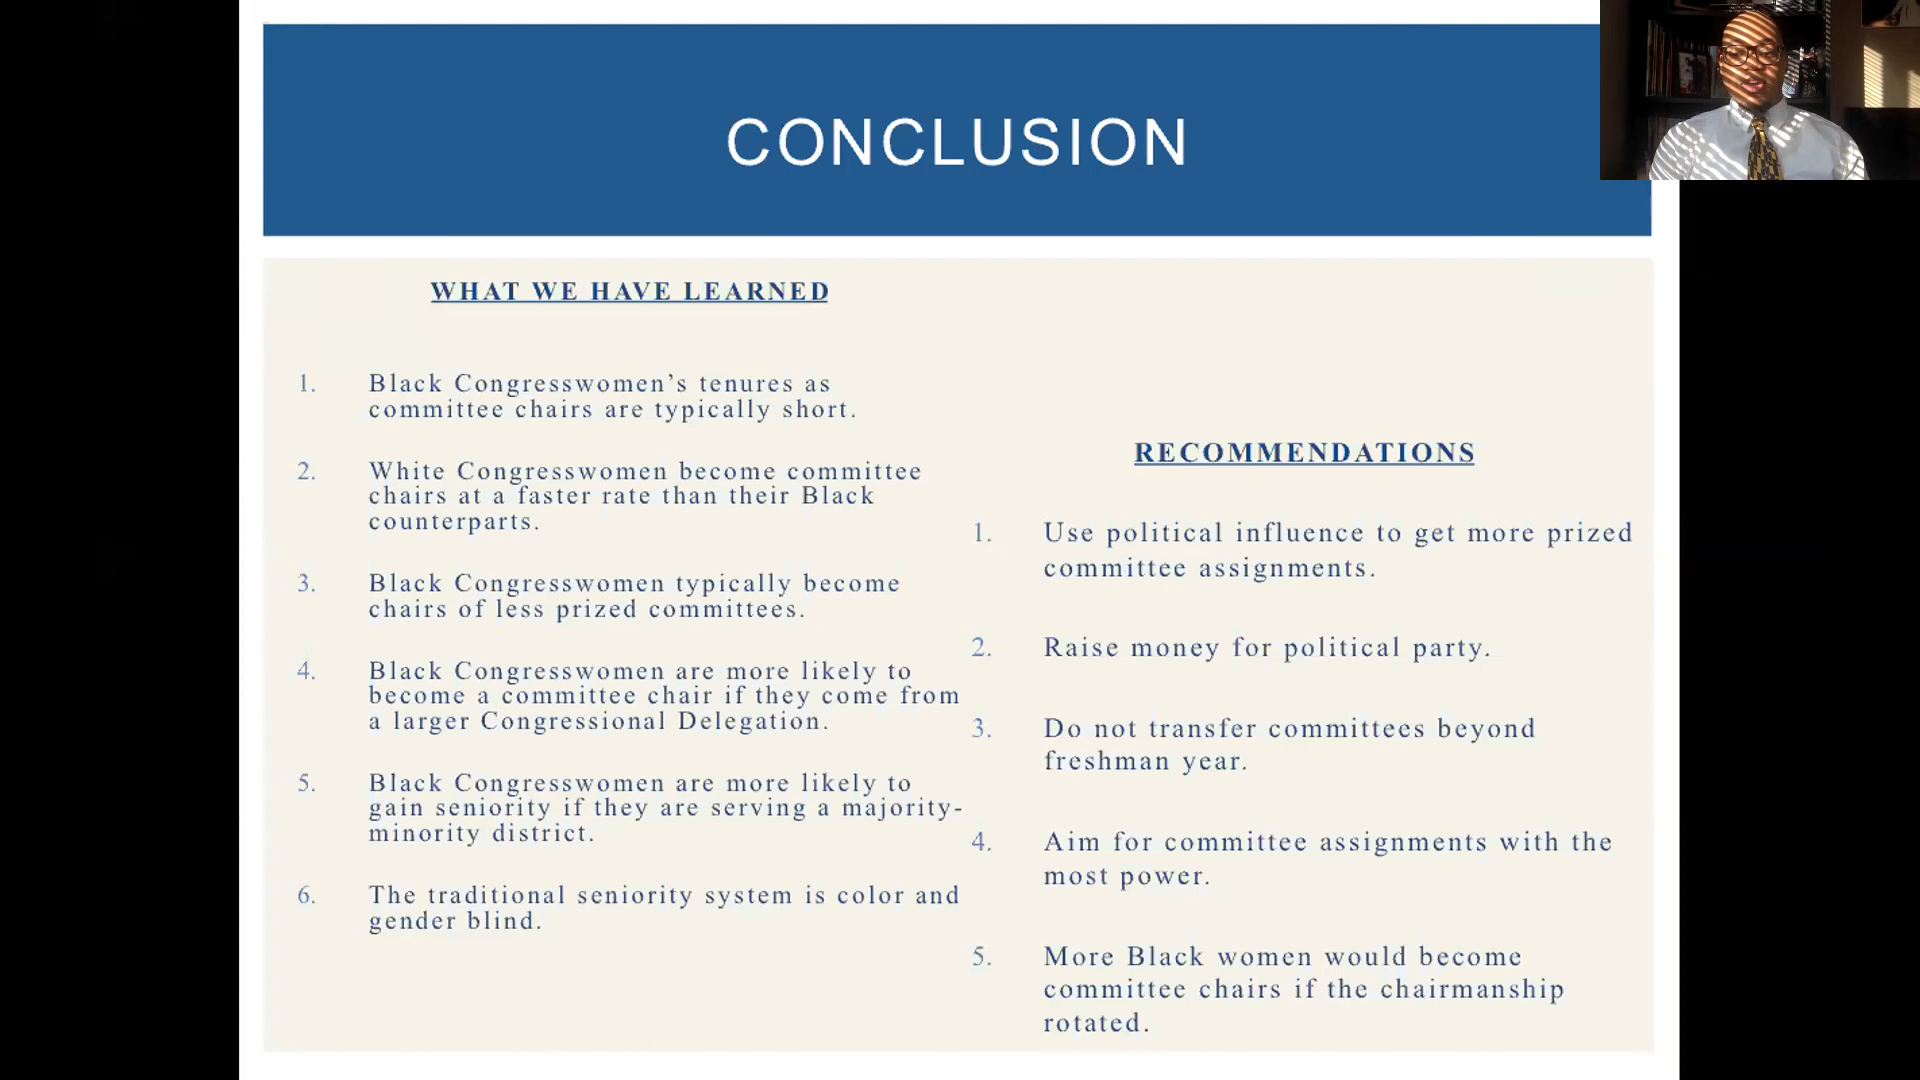 CONCLUSION
WHAT WE HAVE LEARNED
1. Black Congresswomen’s tenures as
committee chairs are typically short.
2. White Congresswomen become committee
chairs at a faster rate than their Black
counterparts.
3. Black Congresswomen typically become
chairs of less prized committees.
4. Black Congresswomen are more likely to
become a committee chair if they come from
a larger Congressional Delegation.
5. Black Congresswomen are more likely to
gain seniority if they are serving a majority-
minority district.
6. The traditional seniority system is color and
gender blind.
RECOMMENDATIONS
1. Use political influence to get more prized
committee assignments.
2. Raise money for political party.
3. Do not transfer committees beyond
freshman year.
4. Aim for committee assignments with the
most power.
5. More Black women would become
committee chairs if the chairmanship
rotated.